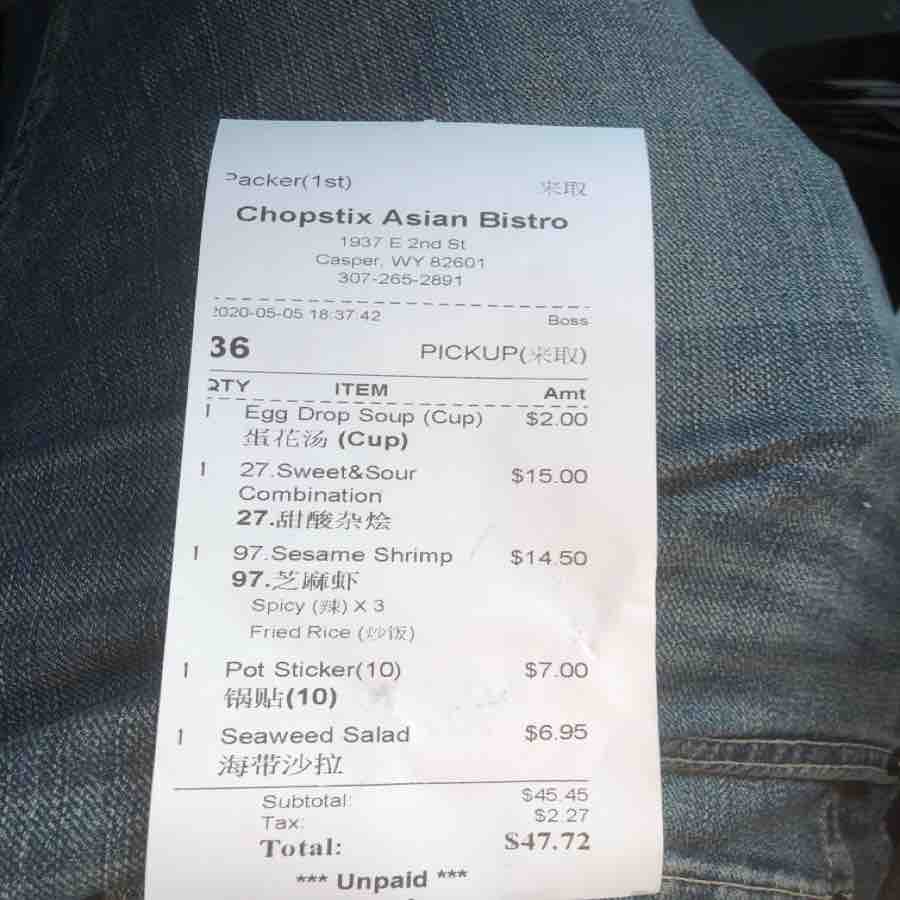 Packer(1st) 来取
Chopstix Asian Bistro
1937 E 2nd St
Casper, WY 82601
307-265-2891
2020-05-05 18:37:42 Boss
36 PICKUP(来取)
QTY ITEM Amt
1 Egg Drop Soup (Cup) $2.00
蛋花汤 (Cup)
1 27.Sweet&Sour $15.00
Combination
27.甜酸杂烩
1 97.Sesame Shrimp $14.50
97.芝麻虾
Spicy (辣) X 3
Fried Rice (炒饭)
1 Pot Sticker(10) $7.00
锅贴(10)
1 Seaweed Salad $6.95
海带沙拉
Subtotal: $45.45
Tax: $2.27
Total: $47.72
*** Unpaid ***